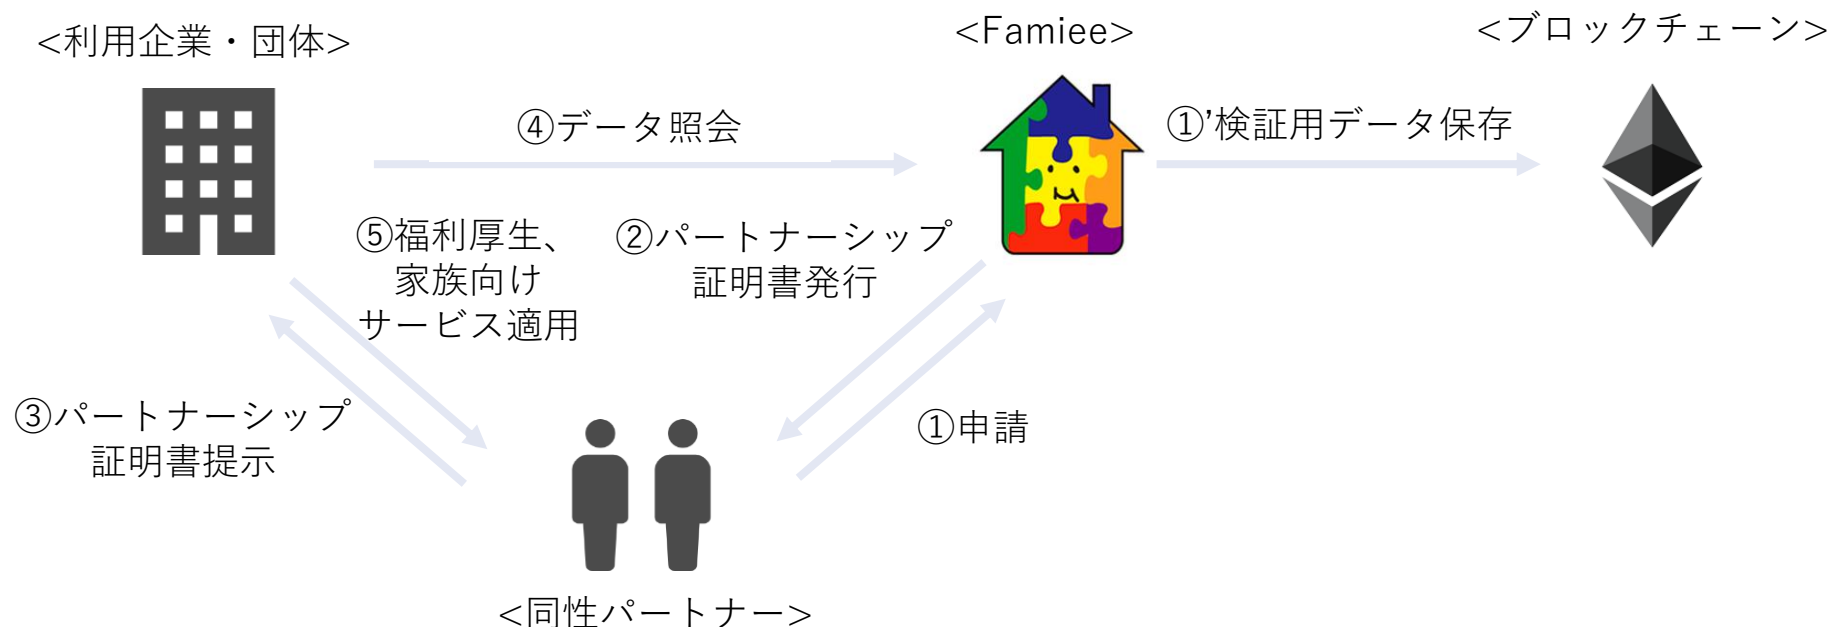 <利用企業・団体>
<Famiee>
<ブロックチェーン>
④データ照会
①’検証用データ保存
⑤福利厚生、
家族向け
サービス適用
②パートナーシップ
証明書発行
③パートナーシップ
証明書提示
①申請
<同性パートナー>